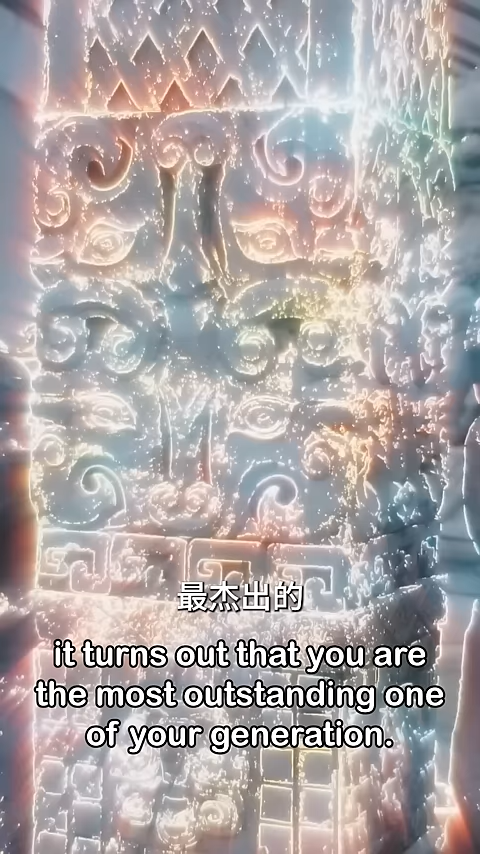 最杰出的
it turns out that you are
the most outstanding one
of your generation.